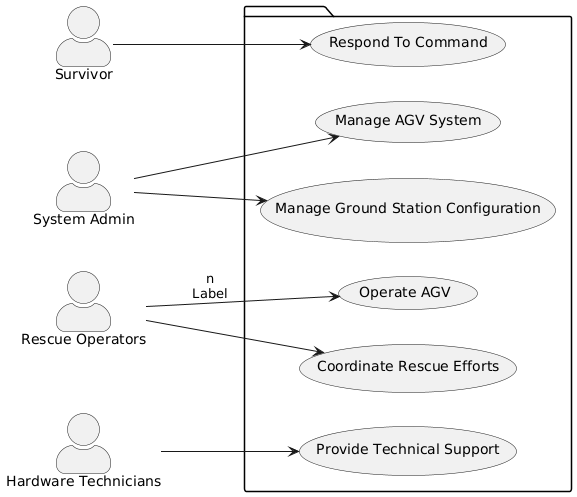 Survivor
Respond To Command
Manage AGV System
System Admin
Manage Ground Station Configuration
n
Label
Operate AGV
Rescue Operators
Coordinate Rescue Efforts
Provide Technical Support
Hardware Technicians